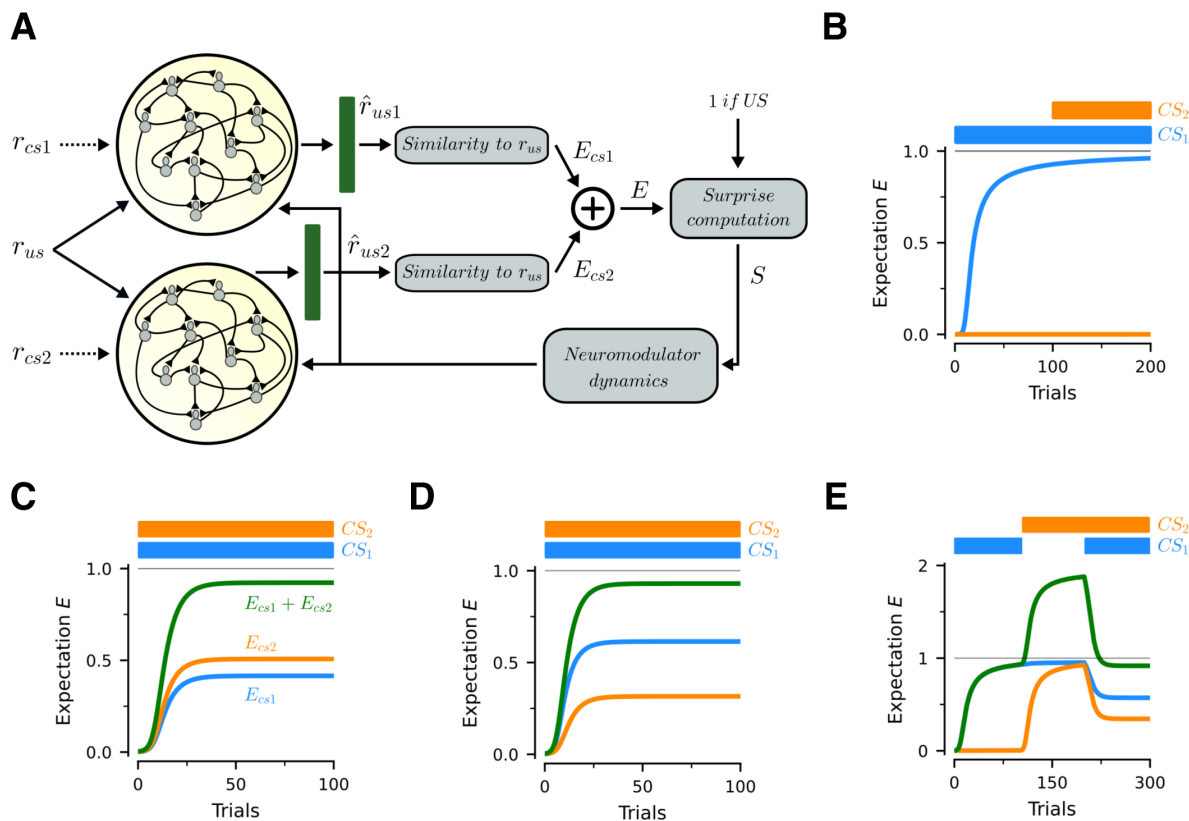 A
r_cs1
r_us
r_cs2
r̂_us1
r̂_us2
Similarity to r_us
Similarity to r_us
E_cs1
E_cs2
+
E
1 if US
Surprise
computation
S
Neuromodulator
dynamics
B
CS_2
CS_1
Expectation E
1.0
0.5
0.0
0
100
200
Trials
C
CS_2
CS_1
Expectation E
1.0
0.5
0.0
E_cs1 + E_cs2
E_cs2
E_cs1
0
50
100
Trials
D
CS_2
CS_1
Expectation E
1.0
0.5
0.0
0
50
100
Trials
E
CS_2
CS_1
Expectation E
2
1
0
0
150
300
Trials